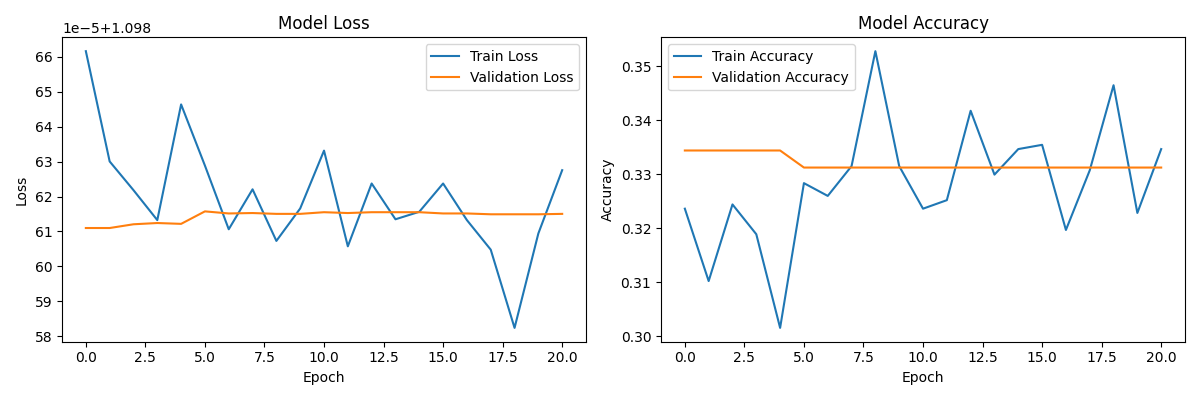 Model Loss
1e−5+1.098
Train Loss
Validation Loss
66
65
64
63
62
61
60
59
58
Loss
0.0 2.5 5.0 7.5 10.0 12.5 15.0 17.5 20.0
Epoch
Model Accuracy
Train Accuracy
Validation Accuracy
0.35
0.34
0.33
0.32
0.31
0.30
Accuracy
0.0 2.5 5.0 7.5 10.0 12.5 15.0 17.5 20.0
Epoch